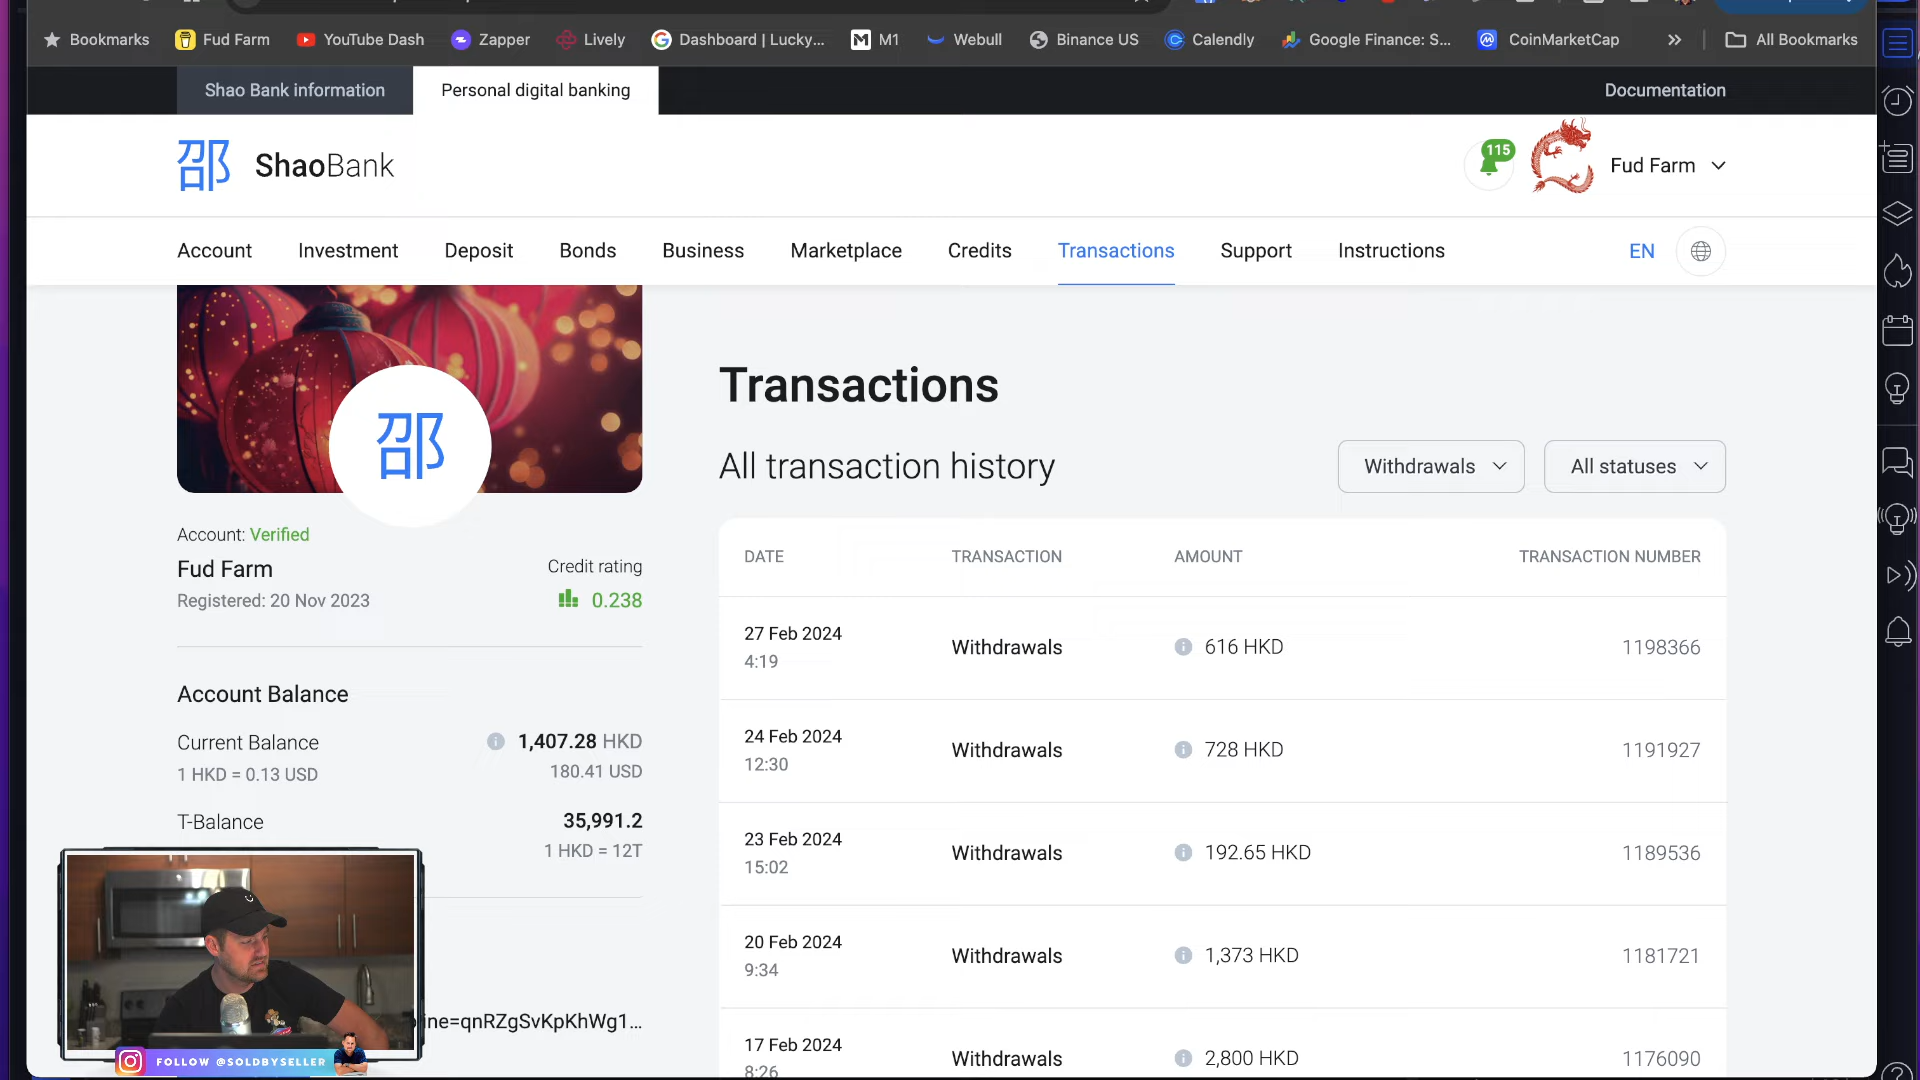 Bookmarks Fud Farm YouTube Dash Zapper Lively Dashboard | Lucky... M1 Webull Binance US Calendly Google Finance: S... CoinMarketCap All Bookmarks
Shao Bank information Personal digital banking Documentation
邵 ShaoBank 115 Fud Farm
Account Investment Deposit Bonds Business Marketplace Credits Transactions Support Instructions EN
邵
Account: Verified
Fud Farm
Registered: 20 Nov 2023
Credit rating
0.238
Account Balance
Current Balance 1,407.28 HKD
1 HKD = 0.13 USD 180.41 USD
T-Balance 35,991.2
1 HKD = 12T
ine=qnRZgSvKpKhWg1...
FOLLOW @SOLDBYSELLER
Transactions
All transaction history Withdrawals All statuses
DATE TRANSACTION AMOUNT TRANSACTION NUMBER
27 Feb 2024
4:19
Withdrawals 616 HKD 1198366
24 Feb 2024
12:30
Withdrawals 728 HKD 1191927
23 Feb 2024
15:02
Withdrawals 192.65 HKD 1189536
20 Feb 2024
9:34
Withdrawals 1,373 HKD 1181721
17 Feb 2024
8:26
Withdrawals 2,800 HKD 1176090